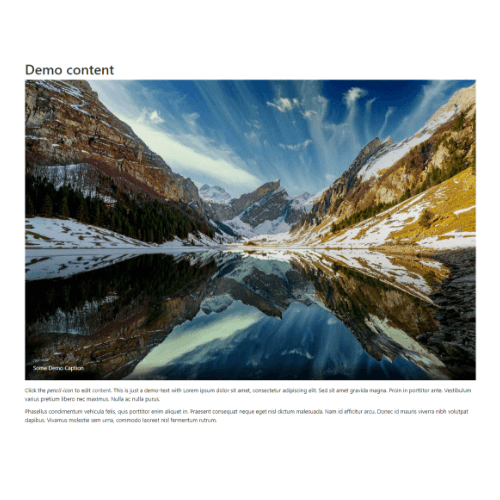 Demo content
Some Demo Caption
Click the pencil-icon to edit content. This is just a demo-text with Lorem ipsum dolor sit amet, consectetur adipiscing elit. Sed sit amet gravida magna. Proin in porttitor ante. Vestibulum
varius pretium libero nec maximus. Nulla ac nulla purus.
Phasellus condimentum vehicula felis, quis porttitor enim aliquet in. Praesent consequat neque eget nisl dictum malesuada. Nam id efficitur arcu. Donec id mauris viverra nibh volutpat
dapibus. Vivamus molestie sem urna, commodo laoreet nisl fermentum rutrum.